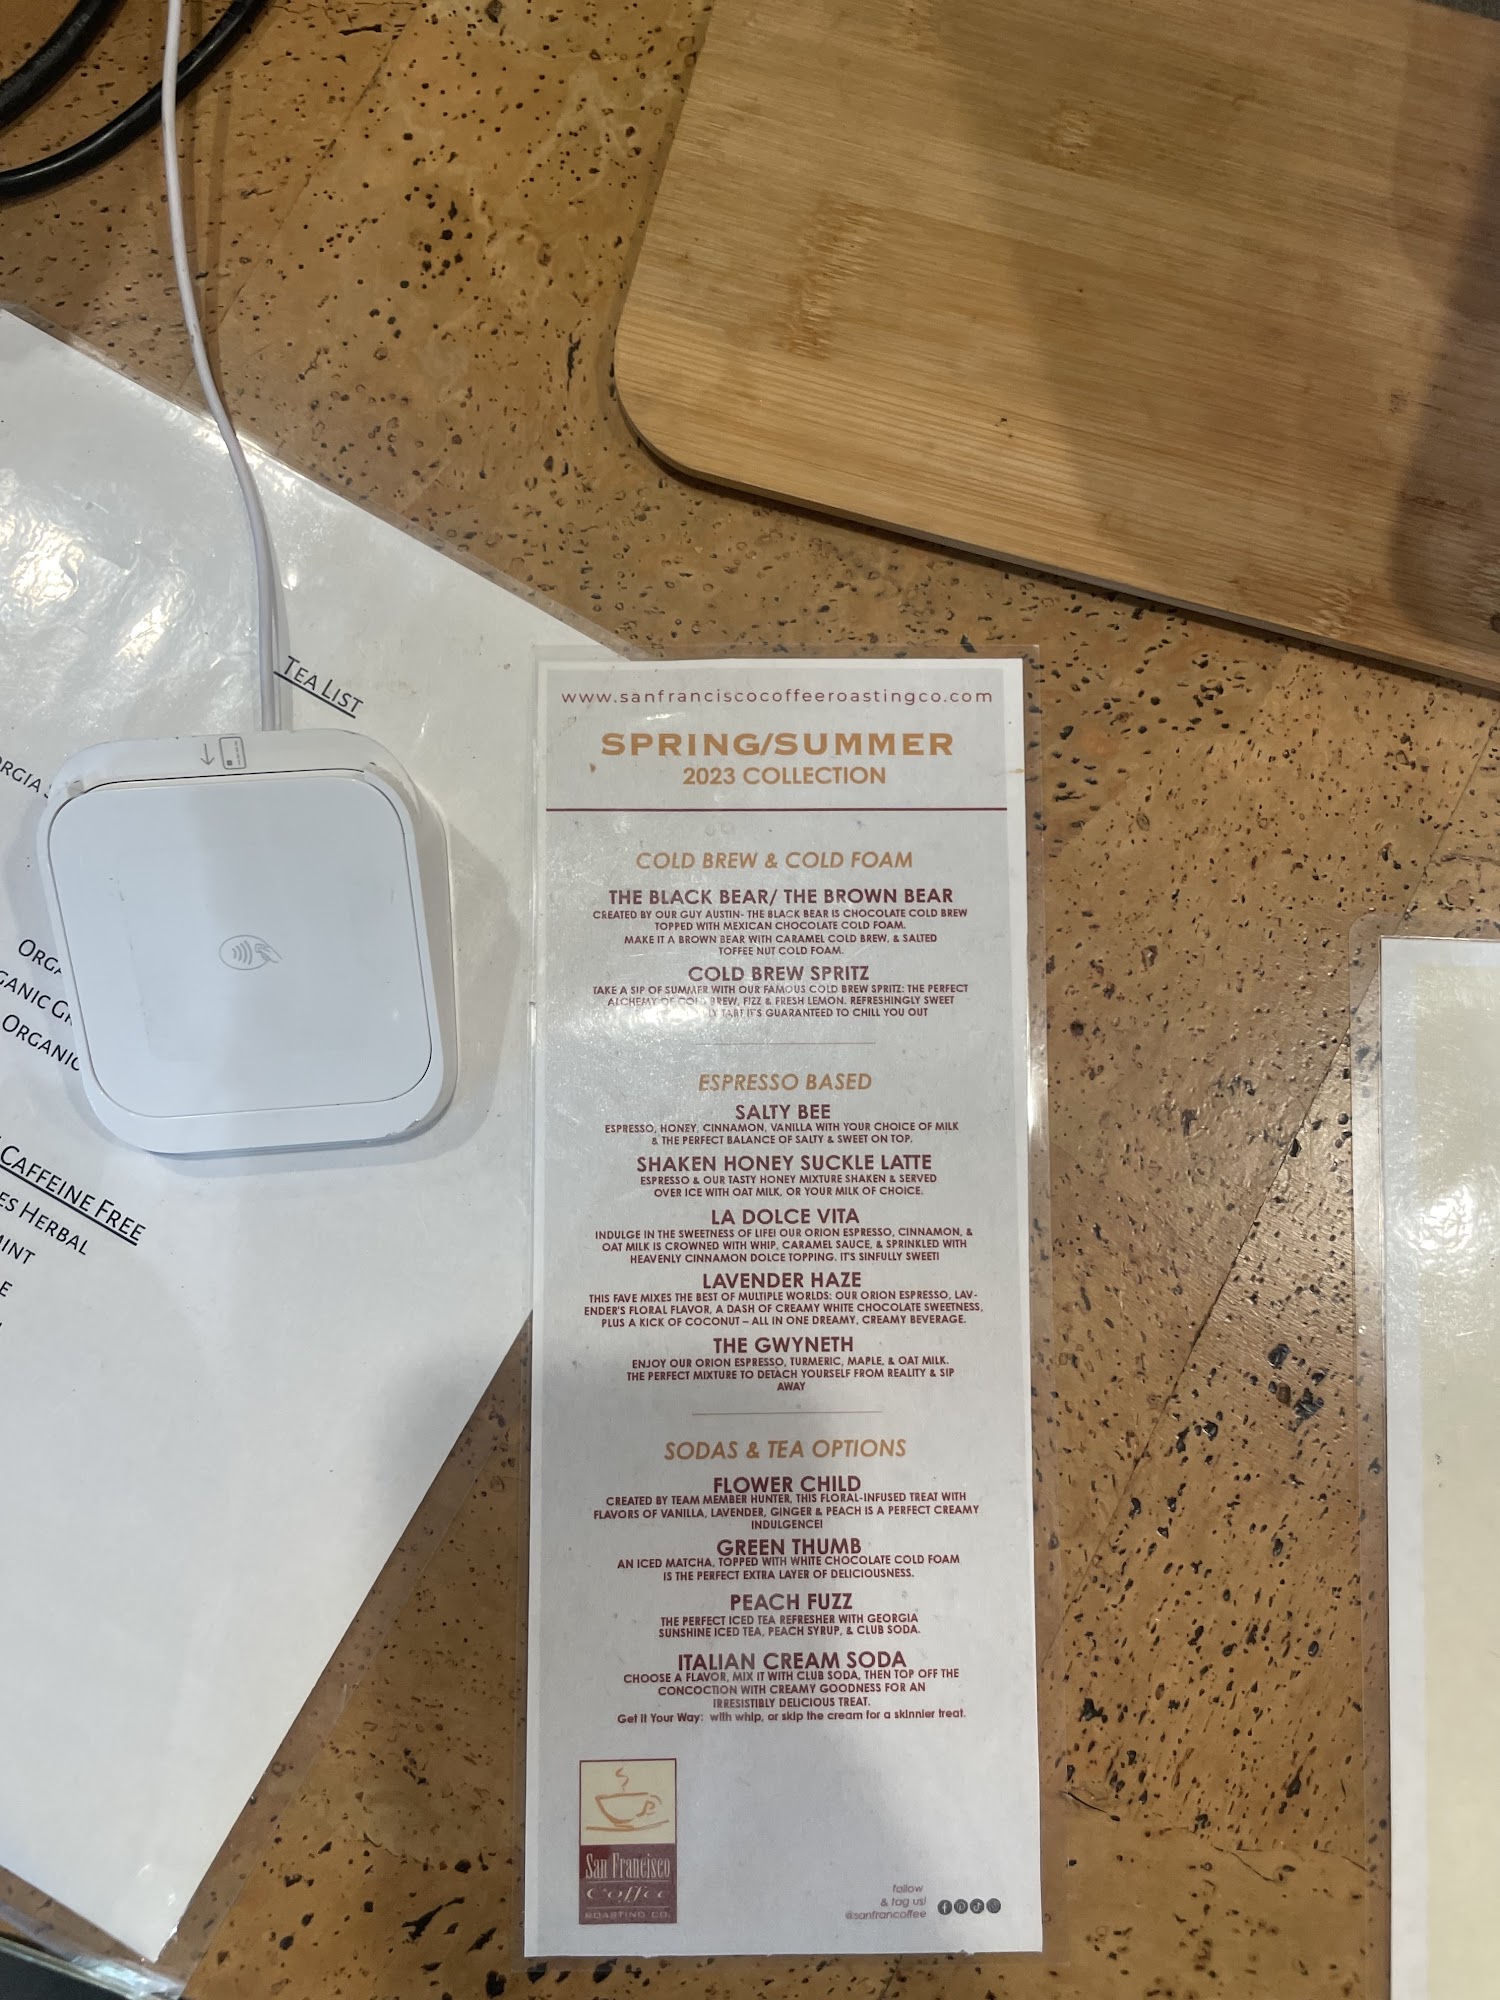 TEA LIST
RGIA
ORGA
GANIC GR
ORGANIC
CAFFEINE FREE
ES HERBAL
MINT
E
www.sanfranciscocoffeeroastingco.com
SPRING/SUMMER
2023 COLLECTION
COLD BREW & COLD FOAM
THE BLACK BEAR/ THE BROWN BEAR
CREATED BY OUR GUY AUSTIN- THE BLACK BEAR IS CHOCOLATE COLD BREW
TOPPED WITH MEXICAN CHOCOLATE COLD FOAM.
MAKE IT A BROWN BEAR WITH CARAMEL COLD BREW, & SALTED
TOFFEE NUT COLD FOAM.
COLD BREW SPRITZ
TAKE A SIP OF SUMMER WITH OUR FAMOUS COLD BREW SPRITZ: THE PERFECT
ALCHEMY OF COLD BREW, FIZZ & FRESH LEMON. REFRESHINGLY SWEET
TART IT'S GUARANTEED TO CHILL YOU OUT
ESPRESSO BASED
SALTY BEE
ESPRESSO, HONEY, CINNAMON, VANILLA WITH YOUR CHOICE OF MILK
& THE PERFECT BALANCE OF SALTY & SWEET ON TOP.
SHAKEN HONEY SUCKLE LATTE
ESPRESSO & OUR TASTY HONEY MIXTURE SHAKEN & SERVED
OVER ICE WITH OAT MILK, OR YOUR MILK OF CHOICE.
LA DOLCE VITA
INDULGE IN THE SWEETNESS OF LIFE! OUR ORION ESPRESSO, CINNAMON, &
OAT MILK IS CROWNED WITH WHIP, CARAMEL SAUCE, & SPRINKLED WITH
HEAVENLY CINNAMON DOLCE TOPPING. IT'S SINFULLY SWEET!
LAVENDER HAZE
THIS FAVE MIXES THE BEST OF MULTIPLE WORLDS: OUR ORION ESPRESSO, LAV-
ENDER'S FLORAL FLAVOR, A DASH OF CREAMY WHITE CHOCOLATE SWEETNESS,
PLUS A KICK OF COCONUT – ALL IN ONE DREAMY, CREAMY BEVERAGE.
THE GWYNETH
ENJOY OUR ORION ESPRESSO, TURMERIC, MAPLE, & OAT MILK.
THE PERFECT MIXTURE TO DETACH YOURSELF FROM REALITY & SIP
AWAY
SODAS & TEA OPTIONS
FLOWER CHILD
CREATED BY TEAM MEMBER HUNTER, THIS FLORAL-INFUSED TREAT WITH
FLAVORS OF VANILLA, LAVENDER, GINGER & PEACH IS A PERFECT CREAMY
INDULGENCE!
GREEN THUMB
AN ICED MATCHA, TOPPED WITH WHITE CHOCOLATE COLD FOAM
IS THE PERFECT EXTRA LAYER OF DELICIOUSNESS.
PEACH FUZZ
THE PERFECT ICED TEA REFRESHER WITH GEORGIA
SUNSHINE ICED TEA, PEACH SYRUP, & CLUB SODA.
ITALIAN CREAM SODA
CHOOSE A FLAVOR, MIX IT WITH CLUB SODA, THEN TOP OFF THE
CONCOCTION WITH CREAMY GOODNESS FOR AN
IRRESISTIBLY DELICIOUS TREAT.
Get it Your Way: with whip, or skip the cream for a skinnier treat.
San Francisco
Coffee
ROASTING CO.
follow
& tag us!
@sanfrancoffee